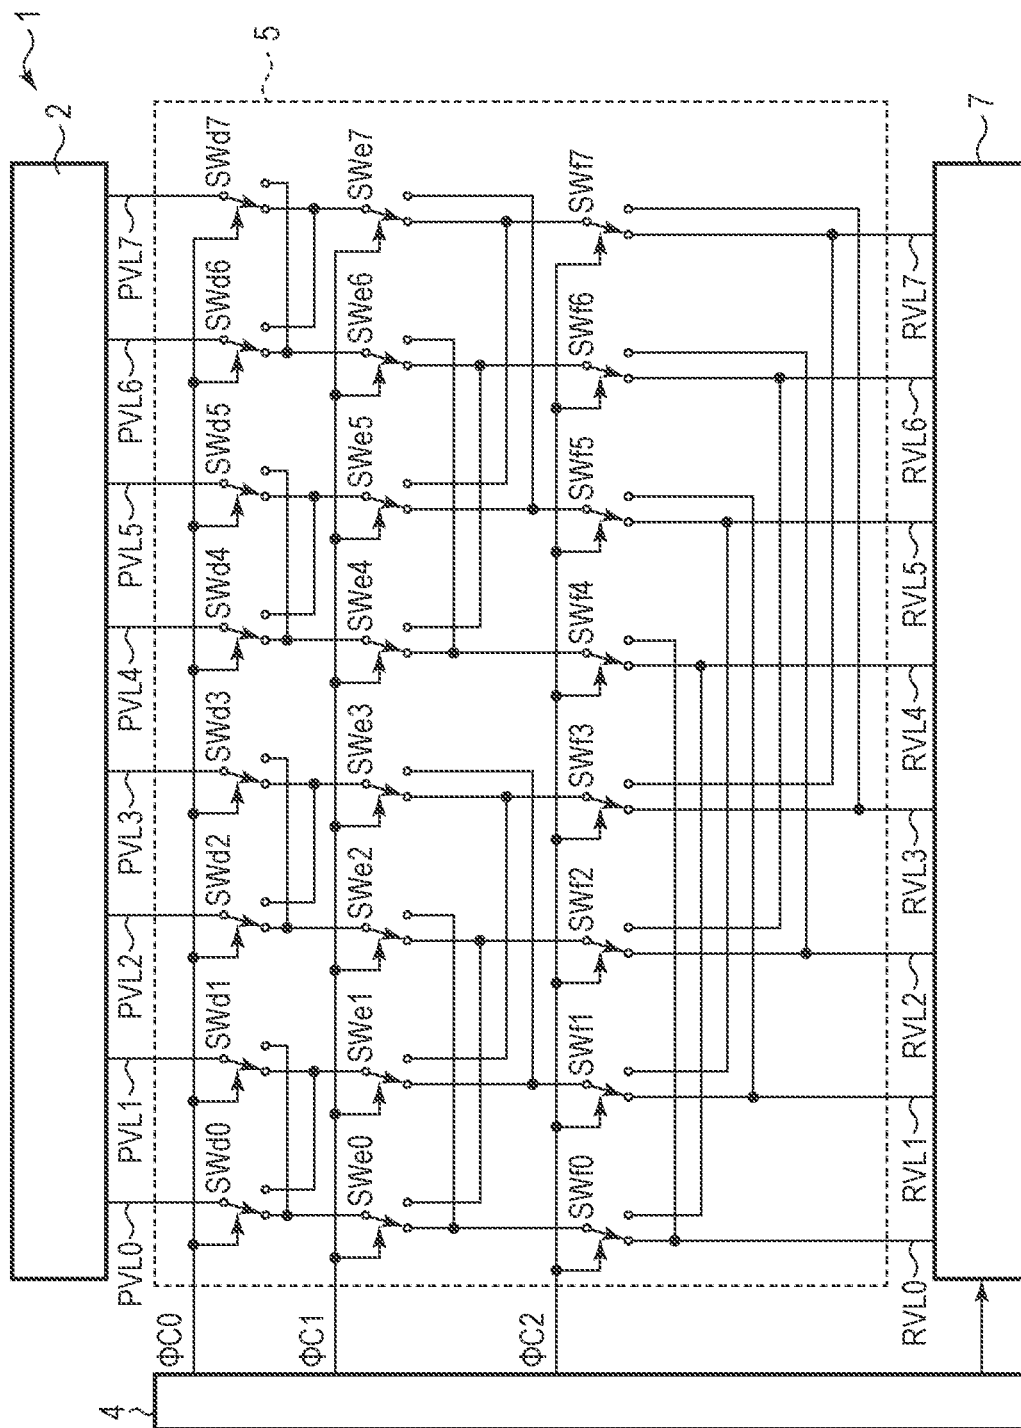 1
2
PVL0 PVL1 PVL2 PVL3 PVL4 PVL5 PVL6 PVL7
5
ΦC0
SWd0 SWd1 SWd2 SWd3 SWd4 SWd5 SWd6 SWd7
ΦC1
SWe0 SWe1 SWe2 SWe3 SWe4 SWe5 SWe6 SWe7
ΦC2
SWf0 SWf1 SWf2 SWf3 SWf4 SWf5 SWf6 SWf7
4
RVL0 RVL1 RVL2 RVL3 RVL4 RVL5 RVL6 RVL7
7